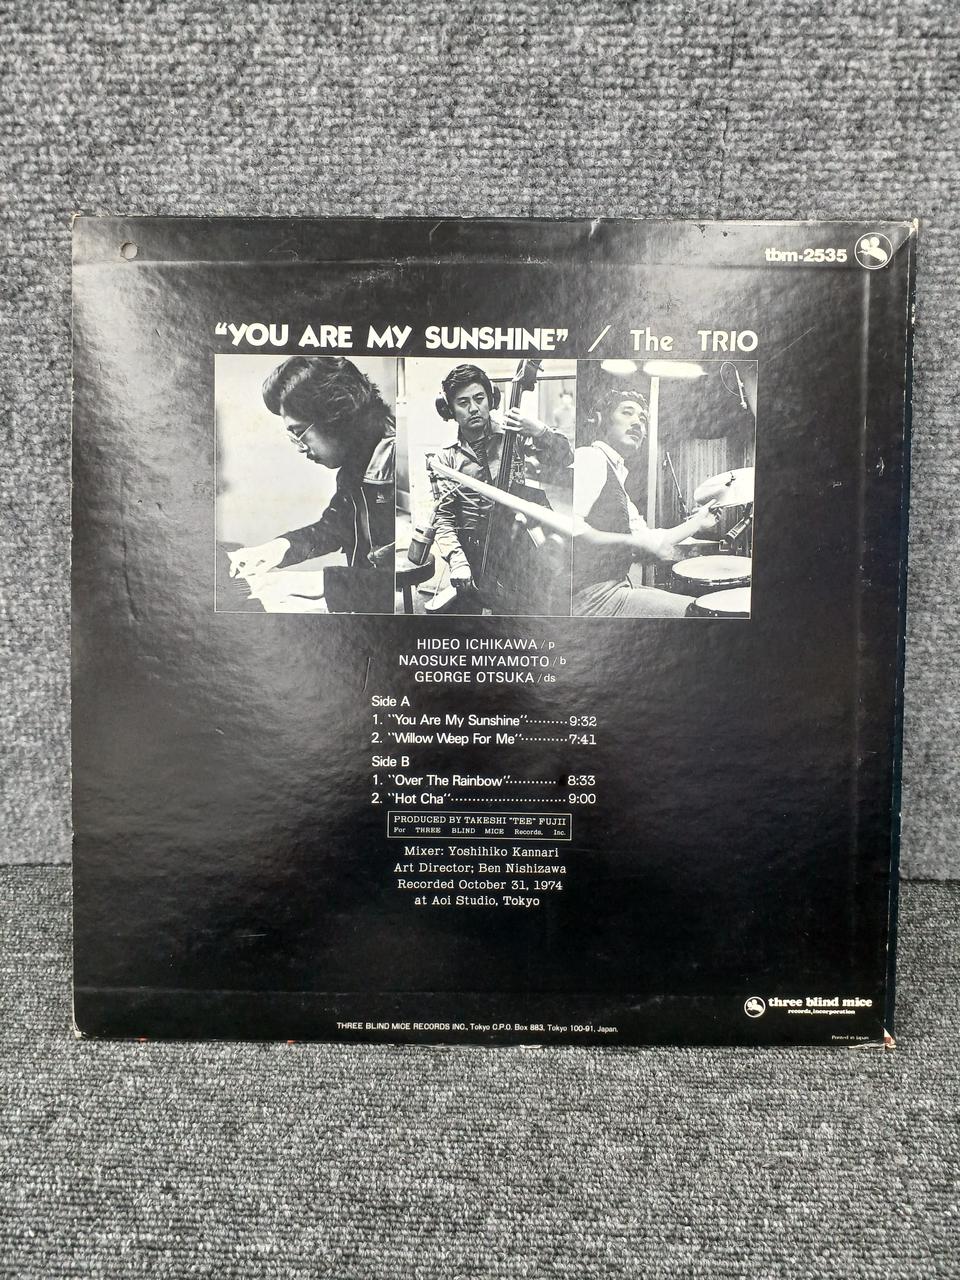 tbm-2535
“YOU ARE MY SUNSHINE” / The TRIO
HIDEO ICHIKAWA / p
NAOSUKE MIYAMOTO / b
GEORGE OTSUKA / ds
Side A
1. “You Are My Sunshine”··········9:32
2. “Willow Weep For Me”···········7:41
Side B
1. “Over The Rainbow”··········· 8:33
2. “Hot Cha”···························9:00
PRODUCED BY TAKESHI "TEE" FUJII
For THREE BLIND MICE Records. Inc.
Mixer: Yoshihiko Kannari
Art Director; Ben Nishizawa
Recorded October 31, 1974
at Aoi Studio, Tokyo
three blind mice
records,incorporation
THREE BLIND MICE RECORDS INC., Tokyo C.P.O. Box 883, Tokyo 100-91, Japan.
Printed in Japan